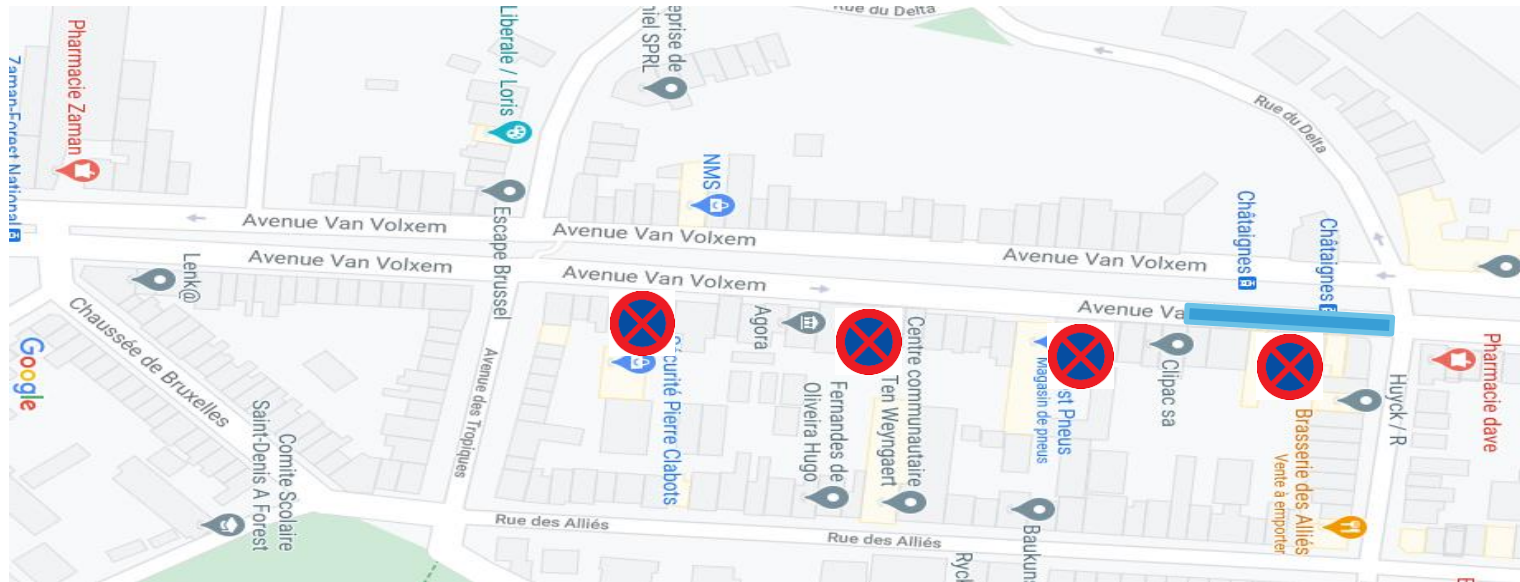 Rue du Delta
Liberale / Loris
eprise de
niel SPRL
Pharmacie Zaman
Zaman-Forest National
Rue du Delta
NMS
Escape Brussel
Châtaignes
Châtaignes
Avenue Van Volxem
Avenue Van Volxem
Avenue Van Volxem
Avenue Van Volxem
Avenue Van Volxem
Avenue Va
Lenk@
Agora
Chaussée de Bruxelles
Google
Avenue des Tropiques
curité Pierre Clabots
Centre communautaire
Ten Weyngaert
Fernandes de
Oliveira Hugo
st Pneus
Magasin de pneus
Clipac sa
Huyck / R
Pharmacie dave
Brasserie des Alliés
Vente à emporter
Comite Scolaire
Saint-Denis A Forest
Rue des Alliés
Rue des Alliés
Baukun
Rych